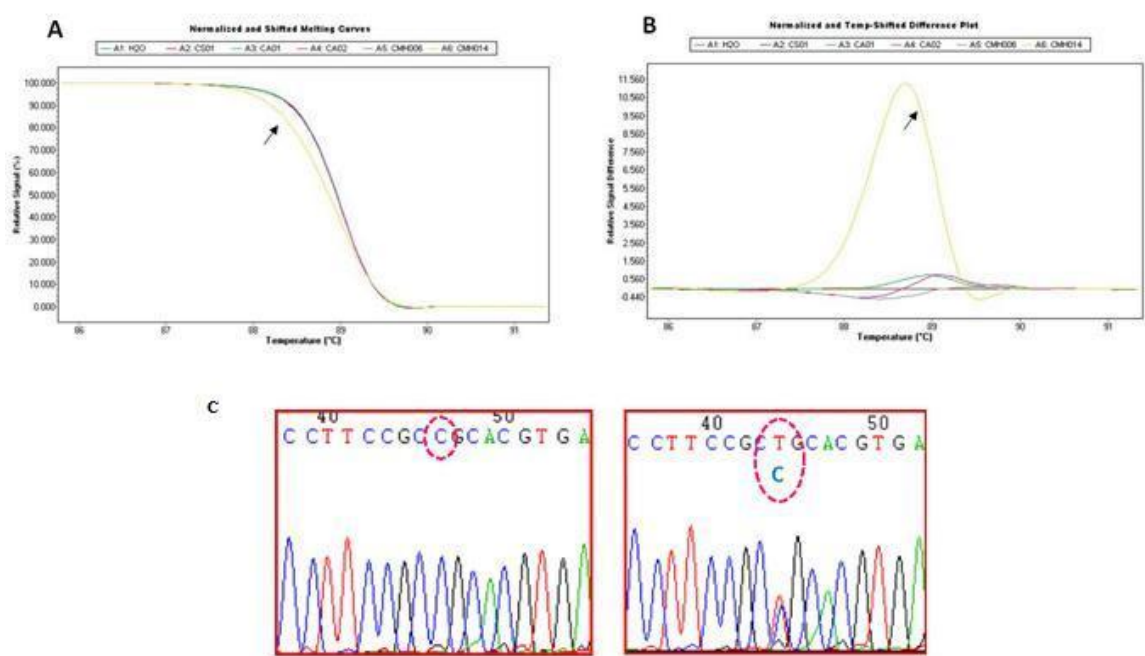 A
Normalized and Shifted Melting Curves
A1: H2O A2: CS01 A3: CA01 A4: CA02 A5: CMH006 A6: CMH014
Relative Signal (%)
100.000
90.000
80.000
70.000
60.000
50.000
40.000
30.000
20.000
10.000
0.000
86 87 88 89 90 91
Temperature (°C)
B
Normalized and Temp-Shifted Difference Plot
A1: H2O A2: CS01 A3: CA01 A4: CA02 A5: CMH006 A6: CMH014
Relative Signal Difference
11.560
10.560
9.560
8.560
7.560
6.560
5.560
4.560
3.560
2.560
1.560
0.560
-0.440
86 87 88 89 90 91
Temperature (°C)
C
40 50
C C T T C C G C C G C A C G T G A
40 50
C C T T C C G C T G C A C G T G A
C